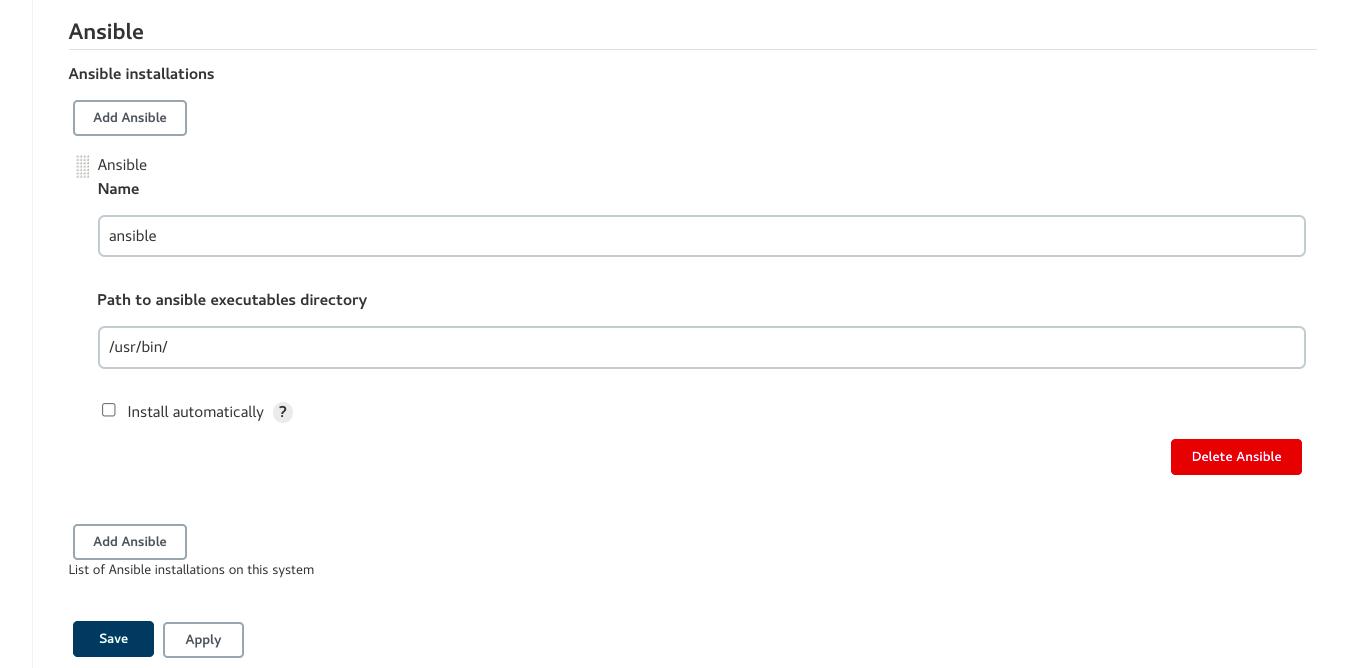 Ansible
Ansible installations
Add Ansible
Ansible
Name
ansible
Path to ansible executables directory
/usr/bin/
Install automatically ?
Delete Ansible
Add Ansible
List of Ansible installations on this system
Save Apply